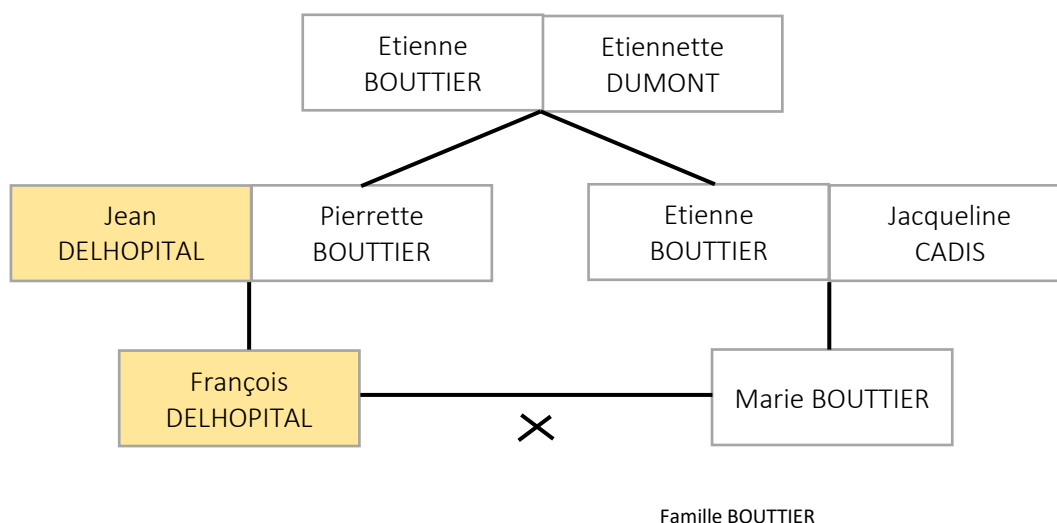 Etienne
BOUTTIER
Etiennette
DUMONT
Jean
DELHOPITAL
Pierrette
BOUTTIER
Etienne
BOUTTIER
Jacqueline
CADIS
François
DELHOPITAL
Marie BOUTTIER
Famille BOUTTIER